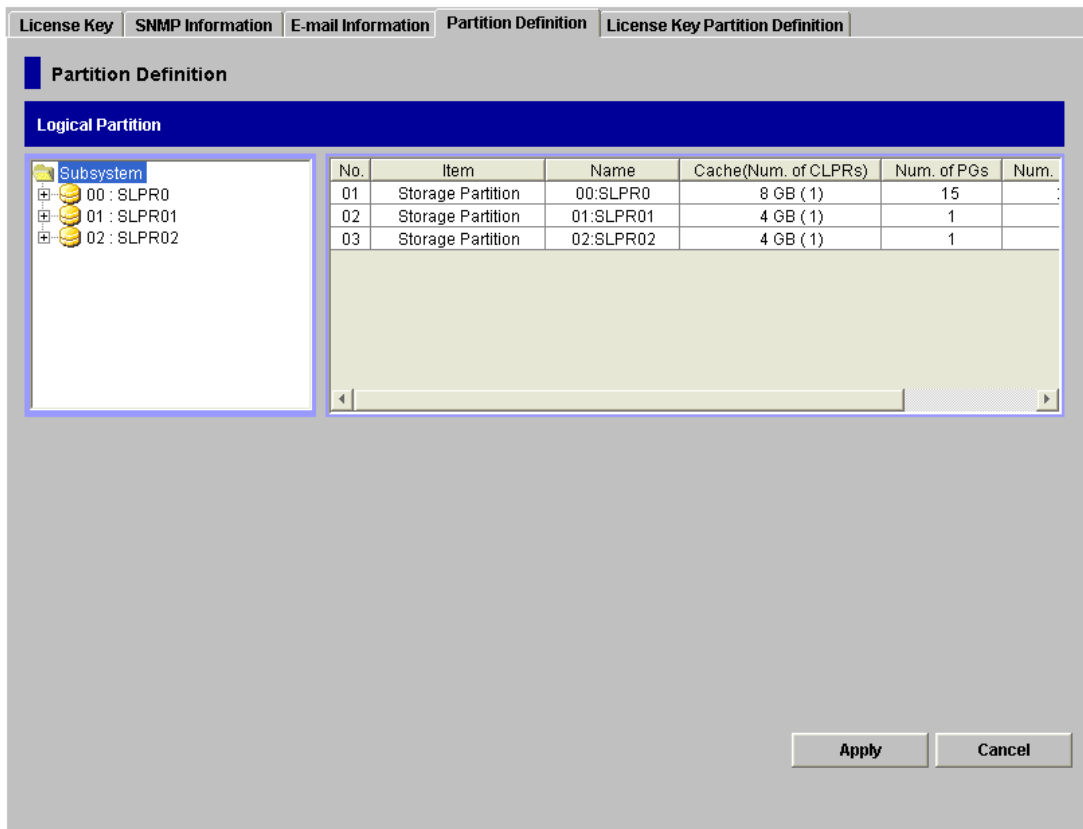 License Key SNMP Information E-mail Information Partition Definition License Key Partition Definition
Partition Definition
Logical Partition
Subsystem
00 : SLPR0
01 : SLPR01
02 : SLPR02
No. Item Name Cache(Num. of CLPRs) Num. of PGs Num.
01 Storage Partition 00:SLPR0 8 GB ( 1) 15
02 Storage Partition 01:SLPR01 4 GB ( 1) 1
03 Storage Partition 02:SLPR02 4 GB ( 1) 1
Apply Cancel